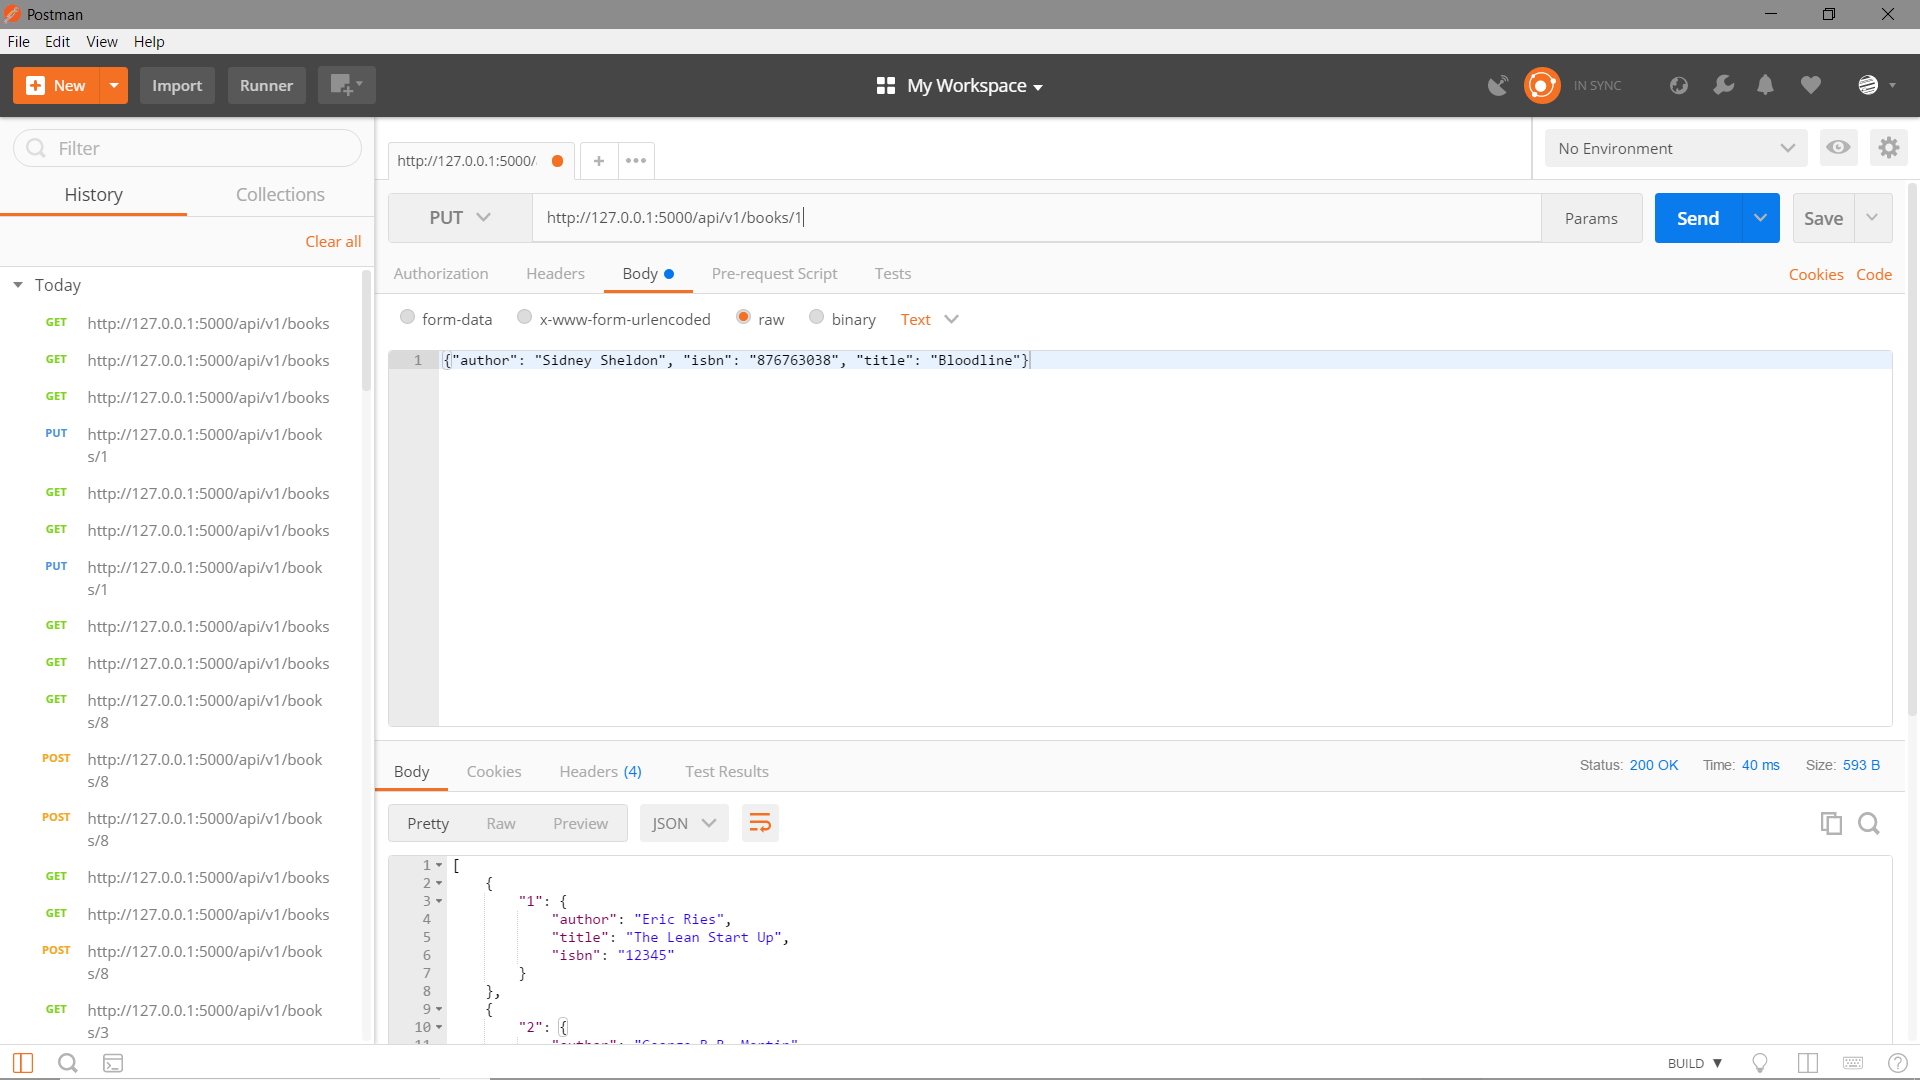 Postman
File Edit View Help
New Import Runner My Workspace IN SYNC
Filter
History Collections
Clear all
Today
GET http://127.0.0.1:5000/api/v1/books
GET http://127.0.0.1:5000/api/v1/books
GET http://127.0.0.1:5000/api/v1/books
PUT http://127.0.0.1:5000/api/v1/book
s/1
GET http://127.0.0.1:5000/api/v1/books
GET http://127.0.0.1:5000/api/v1/books
PUT http://127.0.0.1:5000/api/v1/book
s/1
GET http://127.0.0.1:5000/api/v1/books
GET http://127.0.0.1:5000/api/v1/books
GET http://127.0.0.1:5000/api/v1/book
s/8
POST http://127.0.0.1:5000/api/v1/book
s/8
POST http://127.0.0.1:5000/api/v1/book
s/8
GET http://127.0.0.1:5000/api/v1/books
GET http://127.0.0.1:5000/api/v1/books
POST http://127.0.0.1:5000/api/v1/book
s/8
GET http://127.0.0.1:5000/api/v1/book
s/3
http://127.0.0.1:5000/
No Environment
PUT http://127.0.0.1:5000/api/v1/books/1 Params Send Save
Authorization Headers Body Pre-request Script Tests Cookies Code
form-data x-www-form-urlencoded raw binary Text
1 {"author": "Sidney Sheldon", "isbn": "876763038", "title": "Bloodline"}
Body Cookies Headers (4) Test Results Status: 200 OK Time: 40 ms Size: 593 B
Pretty Raw Preview JSON
1 [
2 {
3 "1": {
4 "author": "Eric Ries",
5 "title": "The Lean Start Up",
6 "isbn": "12345"
7 }
8 },
9 {
10 "2": {
11 "author": "George R.R. Martin"
BUILD